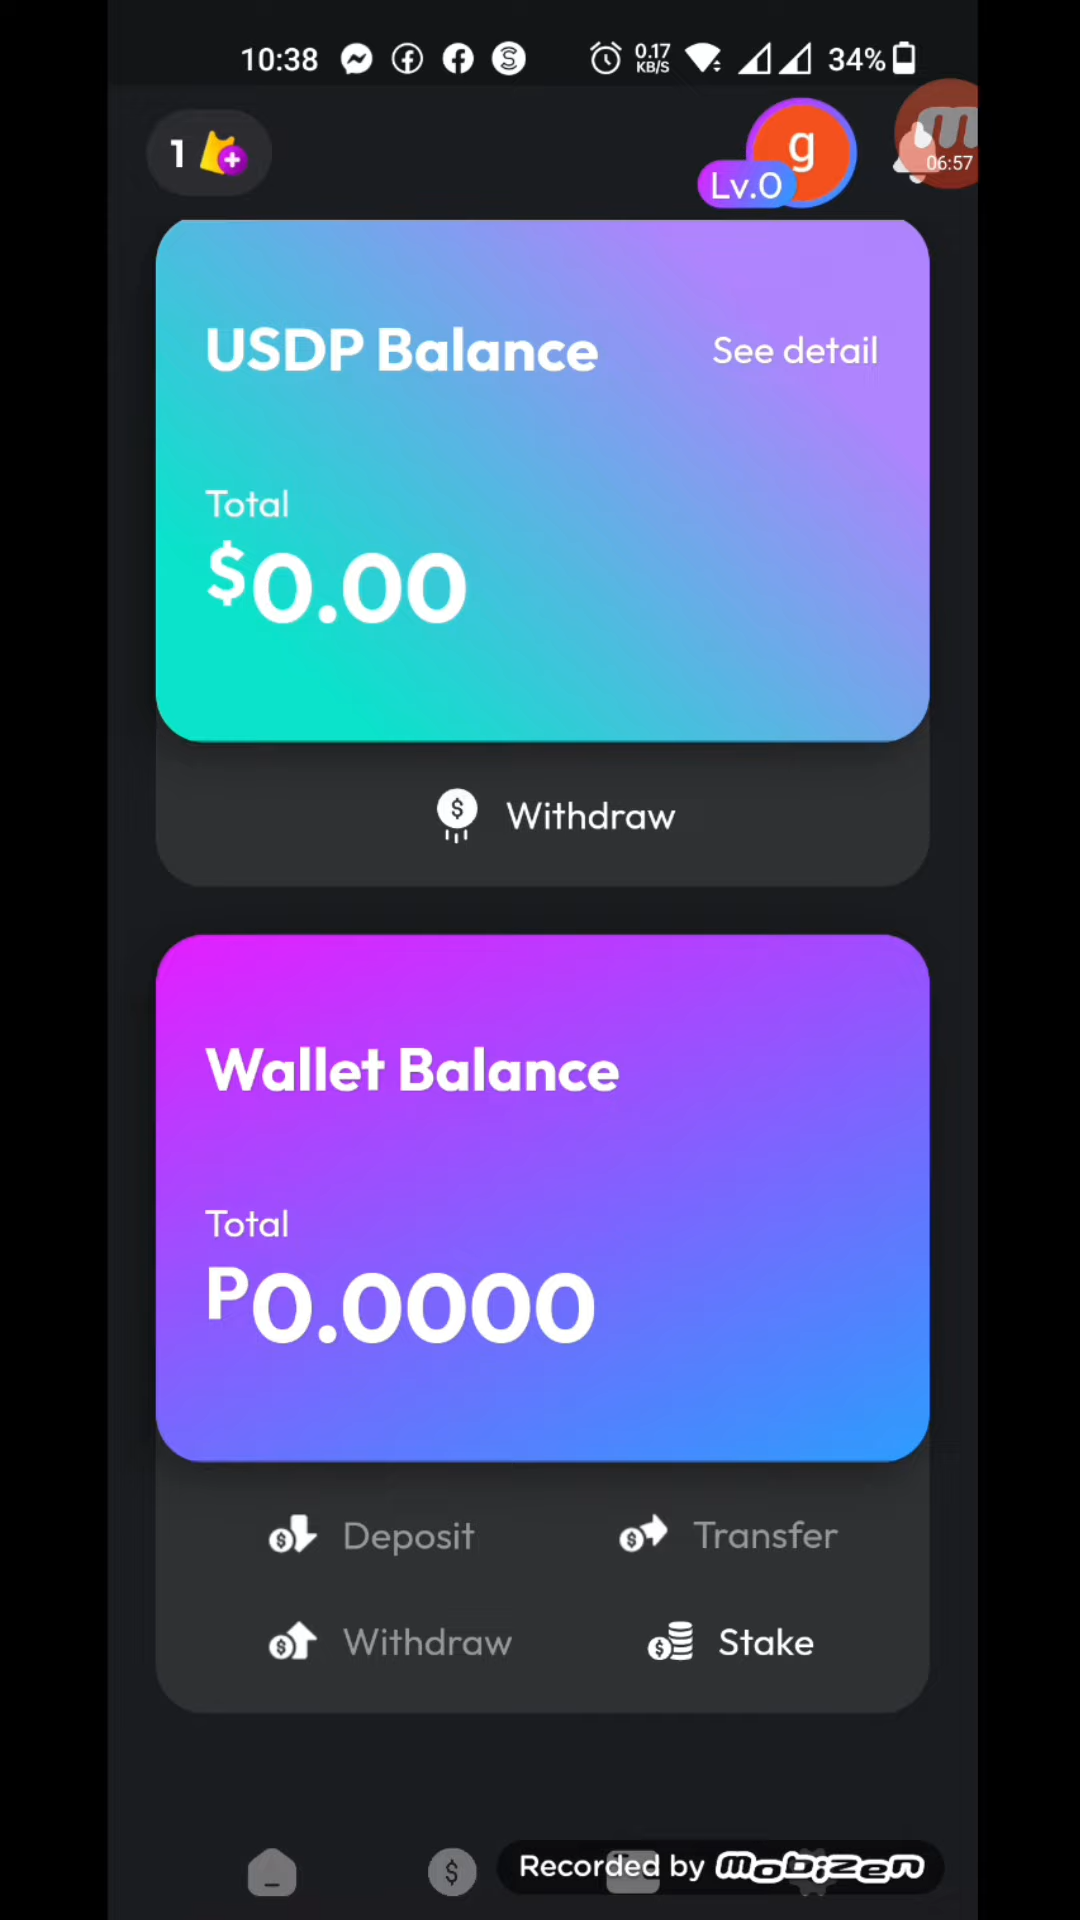 10:38
0.17
KB/S
34%
1
g
Lv.0
m
06:57
USDP Balance
See detail
Total
$0.00
Withdraw
Wallet Balance
Total
P0.0000
Deposit
Transfer
Withdraw
Stake
Recorded by mobizen